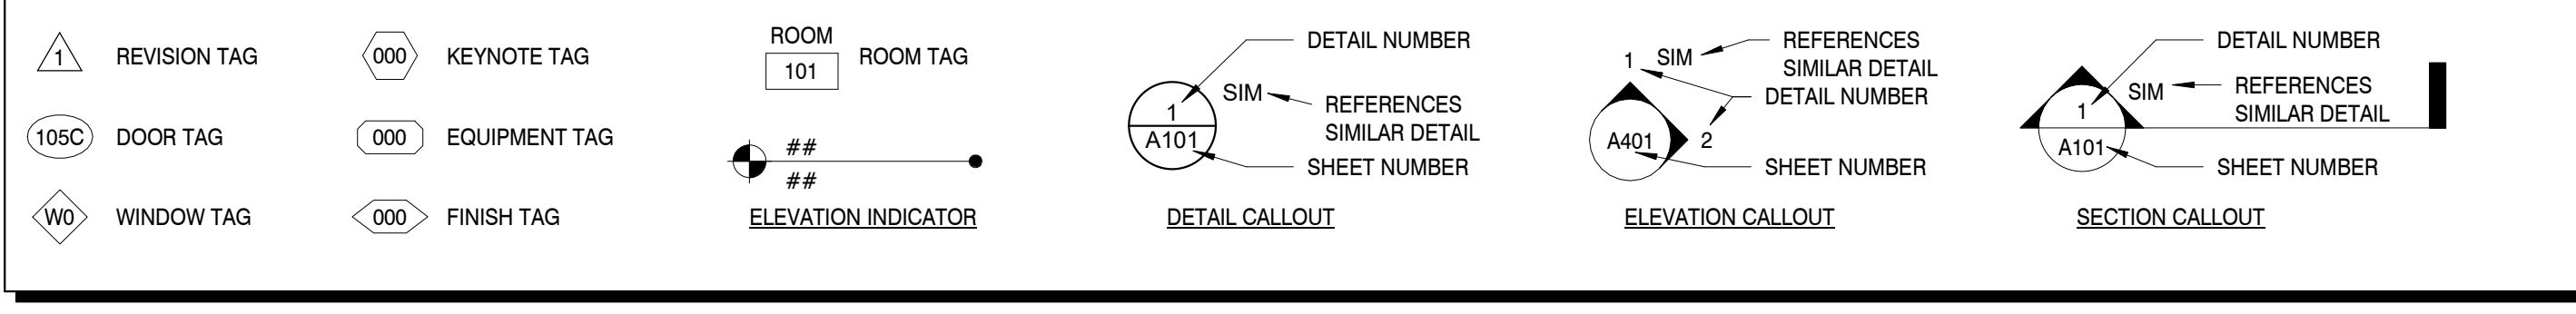 1 REVISION TAG
105C DOOR TAG
W0 WINDOW TAG
000 KEYNOTE TAG
000 EQUIPMENT TAG
000 FINISH TAG
ROOM
101 ROOM TAG
##
##
ELEVATION INDICATOR
DETAIL NUMBER
1 SIM
REFERENCES
SIMILAR DETAIL
A101
SHEET NUMBER
DETAIL CALLOUT
1 SIM
REFERENCES
SIMILAR DETAIL
DETAIL NUMBER
A401 2
SHEET NUMBER
ELEVATION CALLOUT
DETAIL NUMBER
1 SIM
REFERENCES
SIMILAR DETAIL
A101
SHEET NUMBER
SECTION CALLOUT